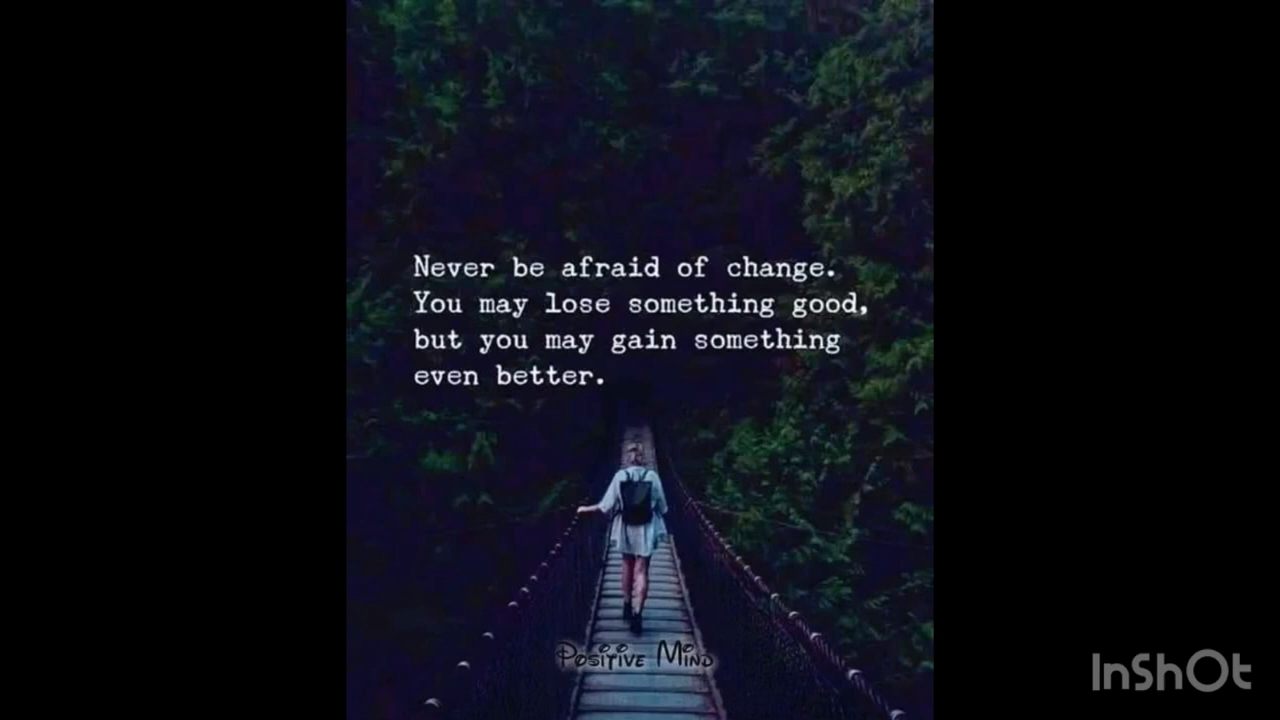 Never be afraid of change.
You may lose something good,
but you may gain something
even better.
Positive Mind
InShOt